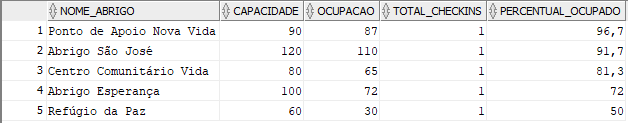 NOME_ABRIGO CAPACIDADE OCUPACAO TOTAL_CHECKINS PERCENTUAL_OCUPADO
1 Ponto de Apoio Nova Vida 90 87 1 96,7
2 Abrigo São José 120 110 1 91,7
3 Centro Comunitário Vida 80 65 1 81,3
4 Abrigo Esperança 100 72 1 72
5 Refúgio da Paz 60 30 1 50